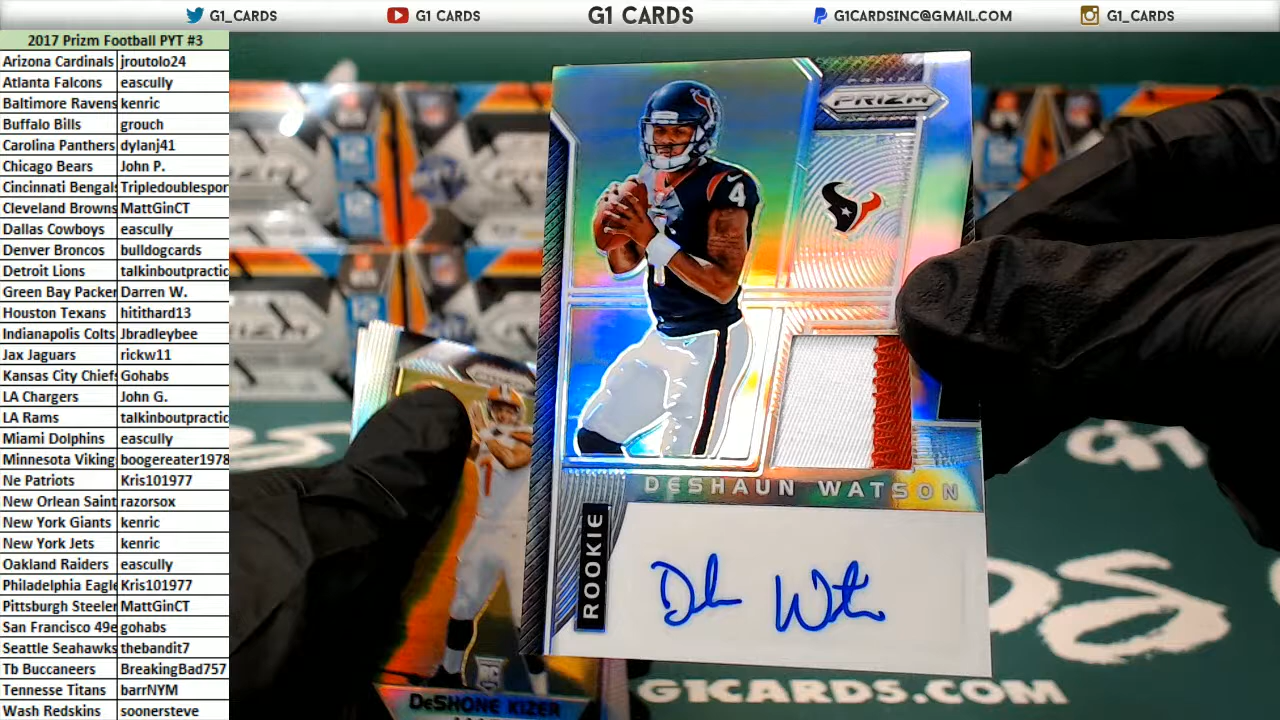 G1_CARDS
G1 CARDS
G1 CARDS
G1CARDSINC@GMAIL.COM
G1_CARDS
2017 Prizm Football PYT #3
Arizona Cardinals jroutolo24
Atlanta Falcons eascully
Baltimore Ravens kenric
Buffalo Bills grouch
Carolina Panthers dylanj41
Chicago Bears John P.
Cincinnati Bengals Tripledoublespor
Cleveland Browns MattGinCT
Dallas Cowboys eascully
Denver Broncos bulldogcards
Detroit Lions talkinboutpractic
Green Bay Packer Darren W.
Houston Texans hitithard13
Indianapolis Colts Jbradleybee
Jax Jaguars rickw11
Kansas City Chiefs Gohabs
LA Chargers John G.
LA Rams talkinboutpractic
Miami Dolphins eascully
Minnesota Viking boogereater1978
Ne Patriots Kris101977
New Orlean Saint razorsox
New York Giants kenric
New York Jets kenric
Oakland Raiders eascully
Philadelphia Eagle Kris101977
Pittsburgh Steeler MattGinCT
San Francisco 49e gohabs
Seattle Seahawks thebandit7
Tb Buccaneers BreakingBad757
Tennesse Titans barrNYM
Wash Redskins soonersteve
PANINI
PRIZM
4
DESHAUN WATSON
ROOKIE
DESHONE KIZER
G1CARDS.COM